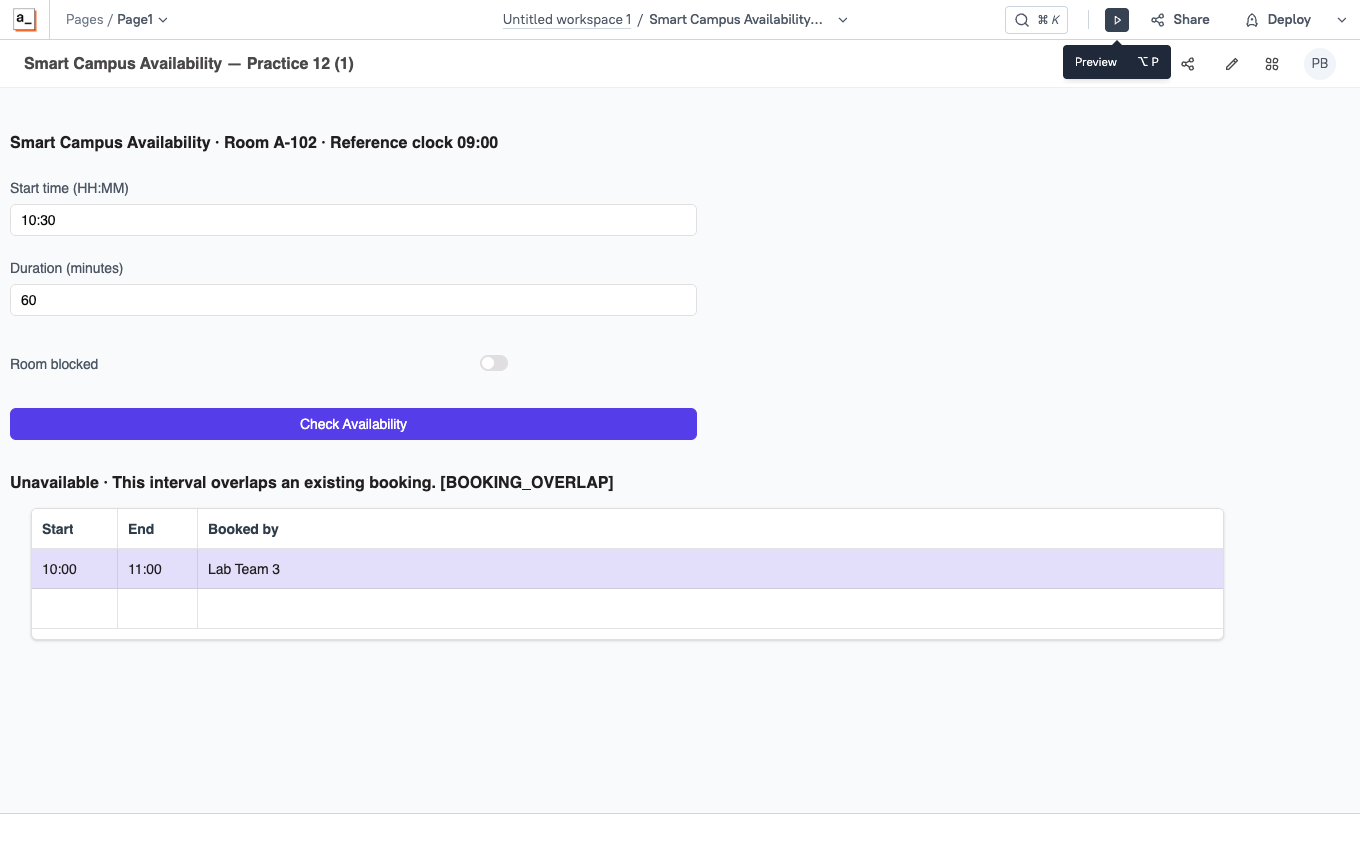 a_ Pages / Page1 Untitled workspace 1 / Smart Campus Availability... ⌘ K Share Deploy
Smart Campus Availability — Practice 12 (1) Preview ⌥ P PB
Smart Campus Availability · Room A-102 · Reference clock 09:00
Start time (HH:MM)
10:30
Duration (minutes)
60
Room blocked
Check Availability
Unavailable · This interval overlaps an existing booking. [BOOKING_OVERLAP]
Start End Booked by
10:00 11:00 Lab Team 3